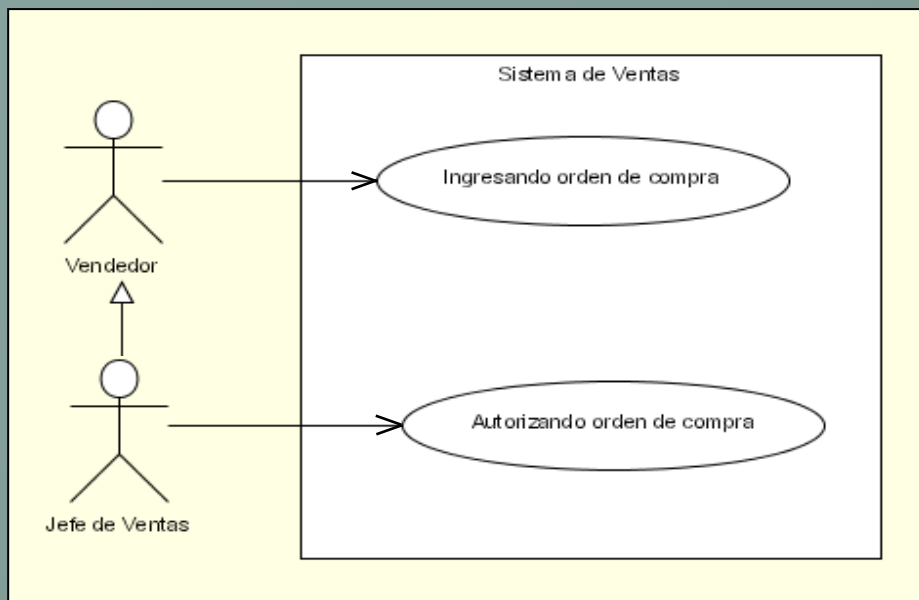 Sistema de Ventas
Ingresando orden de compra
Vendedor
Autorizando orden de compra
Jefe de Ventas